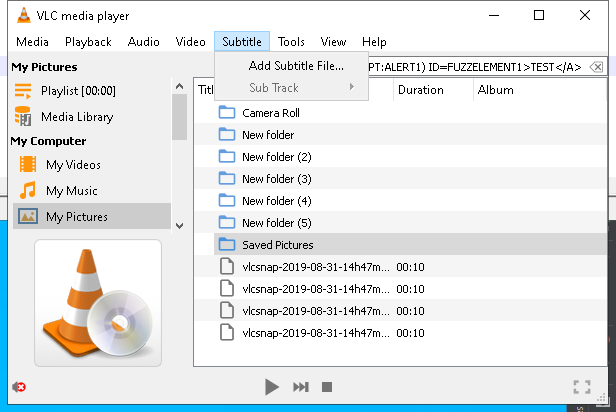 VLC media player
Media Playback Audio Video Subtitle Tools View Help
My Pictures
Playlist [00:00]
Media Library
My Computer
My Videos
My Music
My Pictures
Add Subtitle File...
Sub Track
PT:ALERT1) ID=FUZZELEMENT1>TEST</A>
Duration Album
Camera Roll
New folder
New folder (2)
New folder (3)
New folder (4)
New folder (5)
Saved Pictures
vlcsnap-2019-08-31-14h47m... 00:10
vlcsnap-2019-08-31-14h47m... 00:10
vlcsnap-2019-08-31-14h47m... 00:10
vlcsnap-2019-08-31-14h47m... 00:10